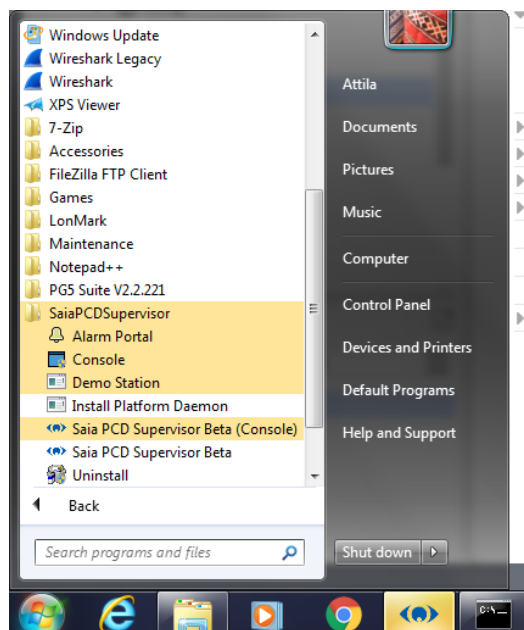 Windows Update
Wireshark Legacy
Wireshark
XPS Viewer
7-Zip
Accessories
FileZilla FTP Client
Games
LonMark
Maintenance
Notepad++
PG5 Suite V2.2.221
SaiaPCDSupervisor
Alarm Portal
Console
Demo Station
Install Platform Daemon
Saia PCD Supervisor Beta (Console)
Saia PCD Supervisor Beta
Uninstall
Back
Search programs and files
Attila
Documents
Pictures
Music
Computer
Control Panel
Devices and Printers
Default Programs
Help and Support
Shut down
C:\_